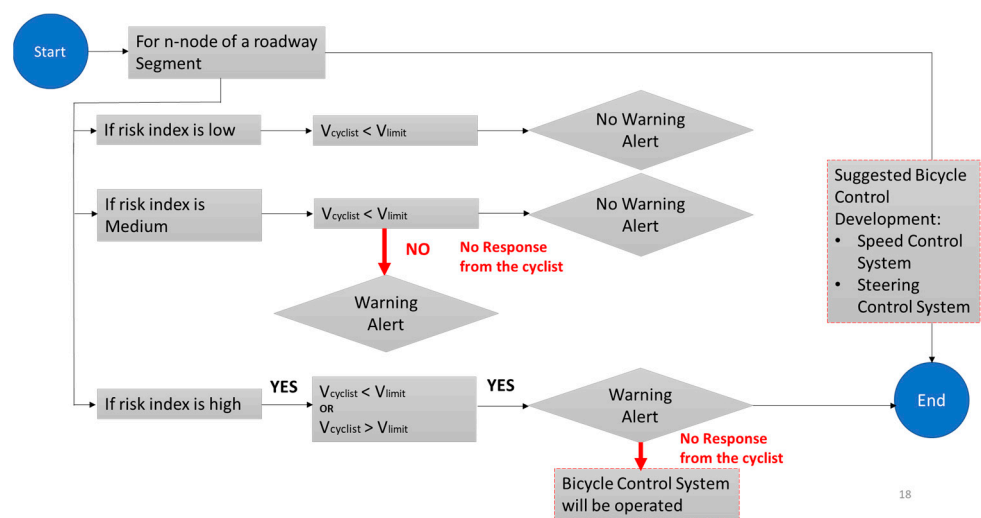 Start
For n-node of a roadway
Segment
If risk index is low
Vcyclist < Vlimit
No Warning
Alert
If risk index is
Medium
Vcyclist < Vlimit
No Warning
Alert
NO
No Response
from the cyclist
Warning
Alert
Suggested Bicycle
Control
Development:
• Speed Control
System
• Steering
Control System
If risk index is high
YES
Vcyclist < Vlimit
OR
Vcyclist > Vlimit
YES
Warning
Alert
End
No Response
from the cyclist
Bicycle Control System
will be operated
18